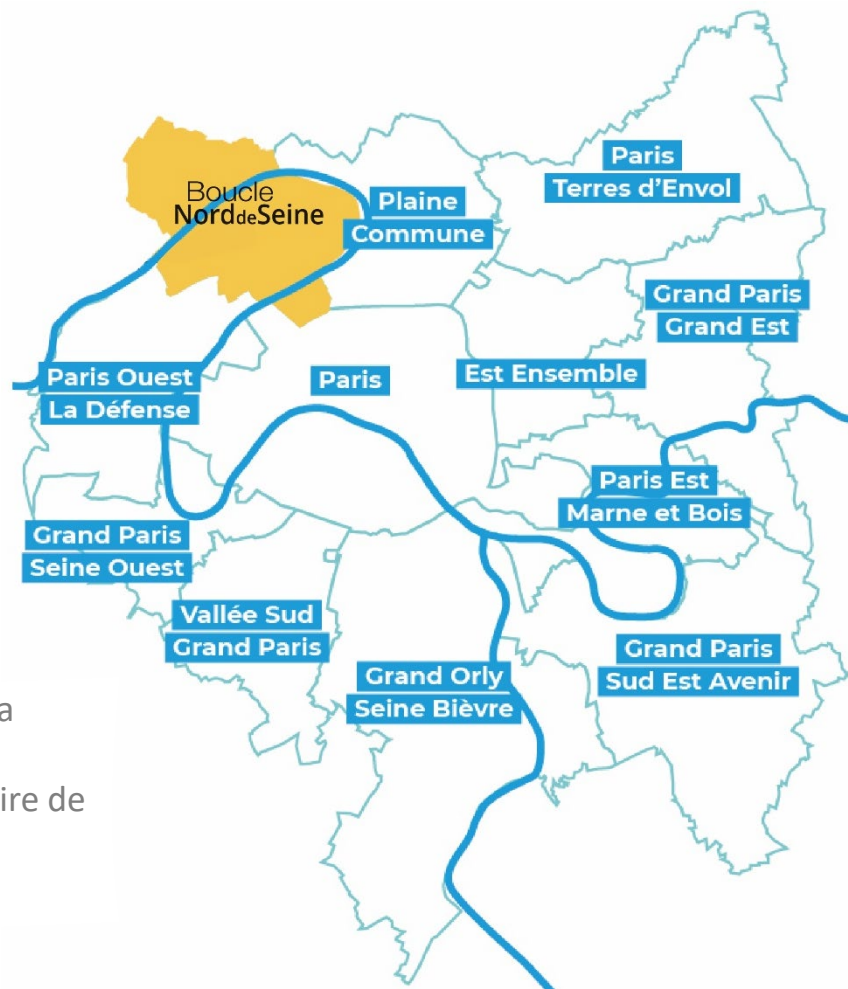 Paris
Terres d'Envol
Boucle
NorddeSeine
Plaine
Commune
Grand Paris
Grand Est
Paris Ouest
La Défense
Paris
Est Ensemble
Paris Est
Marne et Bois
Grand Paris
Seine Ouest
Vallée Sud
Grand Paris
Grand Orly
Seine Bièvre
Grand Paris
Sud Est Avenir
a
ire de